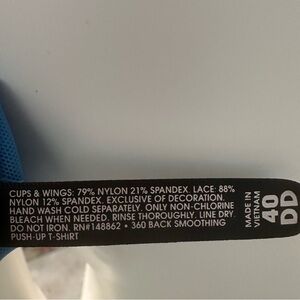 CUPS & WINGS: 79% NYLON 21% SPANDEX. LACE: 88%
NYLON 12% SPANDEX. EXCLUSIVE OF DECORATION.
HAND WASH COLD SEPARATELY. ONLY NON-CHLORINE
BLEACH WHEN NEEDED. RINSE THOROUGHLY. LINE DRY.
DO NOT IRON. RN#148862 • 360 BACK SMOOTHING
PUSH-UP T-SHIRT
MADE IN
VIETNAM
40
DD